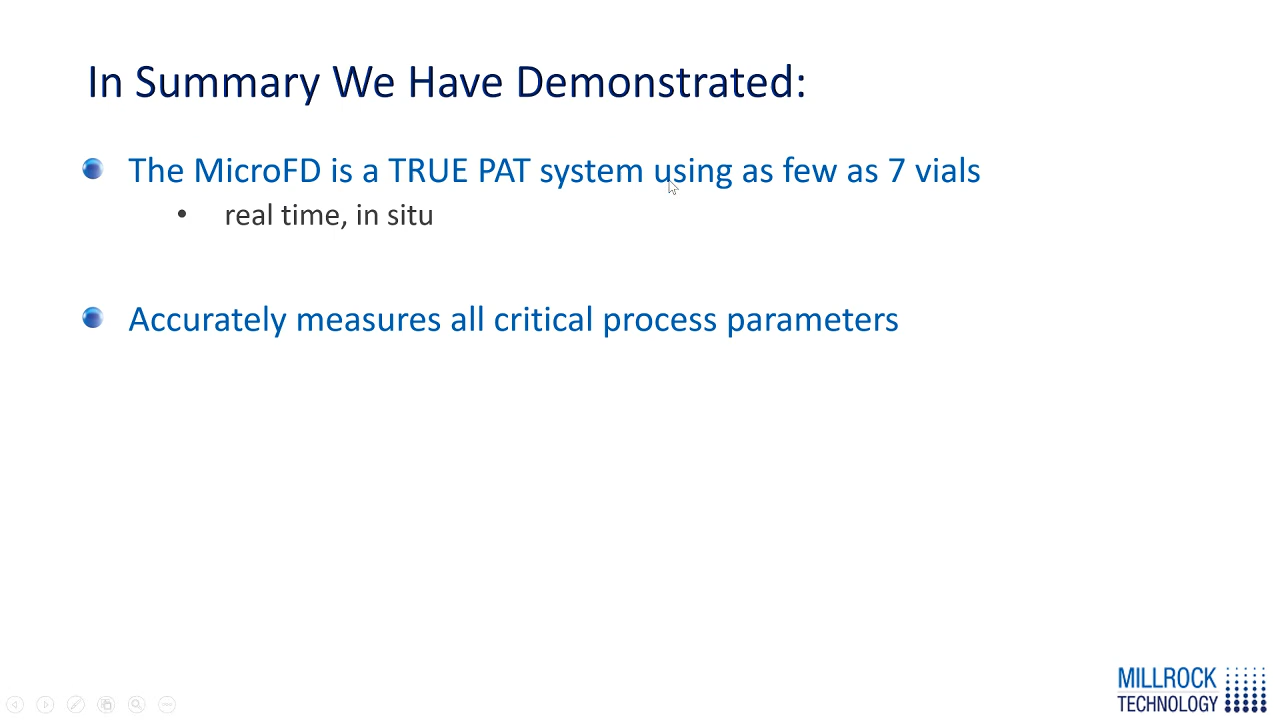 In Summary We Have Demonstrated:
The MicroFD is a TRUE PAT system using as few as 7 vials
• real time, in situ
Accurately measures all critical process parameters
MILLROCK
TECHNOLOGY